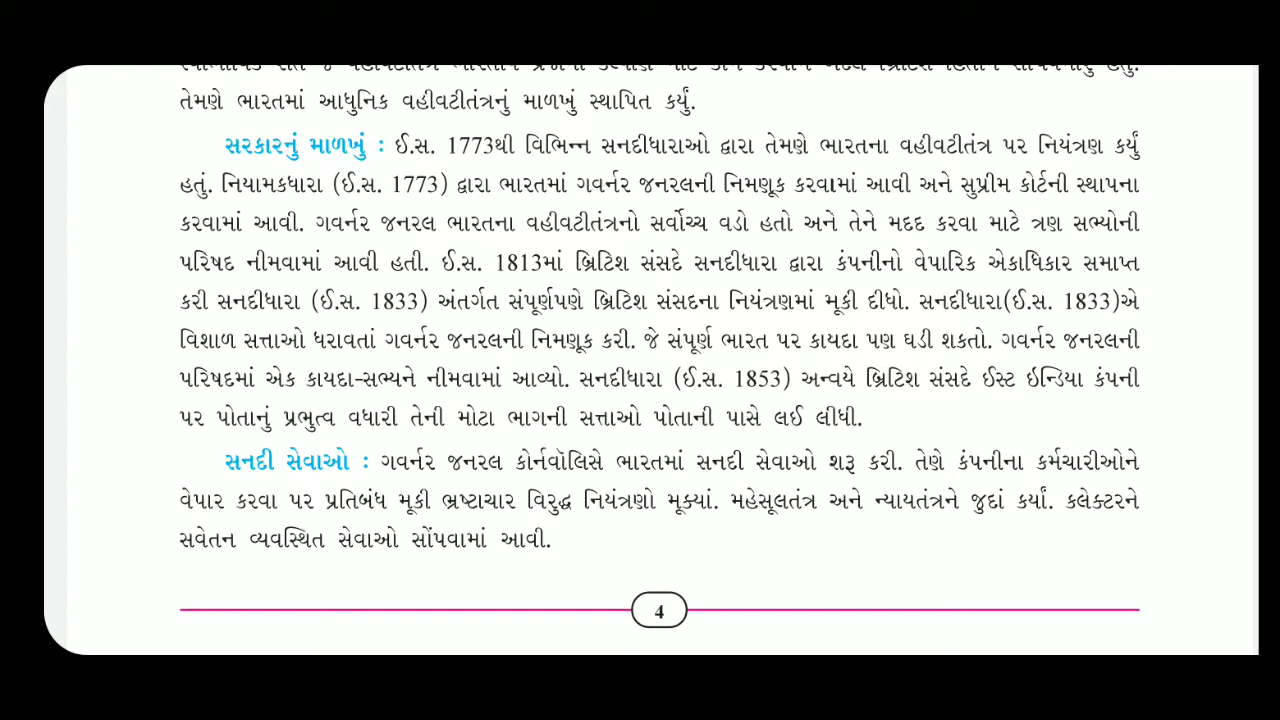 તેમણે ભારતમાં આધુનિક વહીવટીતંત્રનું માળખું સ્થાપિત કર્યું.
સરકારનું માળખું : ઈ.સ. 1773થી વિભિન્ન સનદીધારાઓ દ્વારા તેમણે ભારતના વહીવટીતંત્ર પર નિયંત્રણ કર્યું
હતું. નિયામકધારા (ઈ.સ. 1773) દ્વારા ભારતમાં ગવર્નર જનરલની નિમણૂક કરવામાં આવી અને સુપ્રીમ કોર્ટની સ્થાપના
કરવામાં આવી. ગવર્નર જનરલ ભારતના વહીવટીતંત્રનો સર્વોચ્ચ વડો હતો અને તેને મદદ કરવા માટે ત્રણ સભ્યોની
પરિષદ નીમવામાં આવી હતી. ઈ.સ. 1813માં બ્રિટિશ સંસદે સનદીધારા દ્વારા કંપનીનો વેપારિક એકાધિકાર સમાપ્ત
કરી સનદીધારા (ઈ.સ. 1833) અંતર્ગત સંપૂર્ણપણે બ્રિટિશ સંસદના નિયંત્રણમાં મૂકી દીધો. સનદીધારા(ઈ.સ. 1833)એ
વિશાળ સત્તાઓ ધરાવતાં ગવર્નર જનરલની નિમણૂક કરી. જે સંપૂર્ણ ભારત પર કાયદા પણ ઘડી શકતો. ગવર્નર જનરલની
પરિષદમાં એક કાયદા-સભ્યને નીમવામાં આવ્યો. સનદીધારા (ઈ.સ. 1853) અન્વયે બ્રિટિશ સંસદે ઈસ્ટ ઇન્ડિયા કંપની
પર પોતાનું પ્રભુત્વ વધારી તેની મોટા ભાગની સત્તાઓ પોતાની પાસે લઈ લીધી.
સનદી સેવાઓ : ગવર્નર જનરલ કોર્નવૉલિસે ભારતમાં સનદી સેવાઓ શરૂ કરી. તેણે કંપનીના કર્મચારીઓને
વેપાર કરવા પર પ્રતિબંધ મૂકી ભ્રષ્ટાચાર વિરુદ્ધ નિયંત્રણો મૂક્યાં. મહેસૂલતંત્ર અને ન્યાયતંત્રને જુદાં કર્યાં. કલેક્ટરને
સવેતન વ્યવસ્થિત સેવાઓ સોંપવામાં આવી.
4